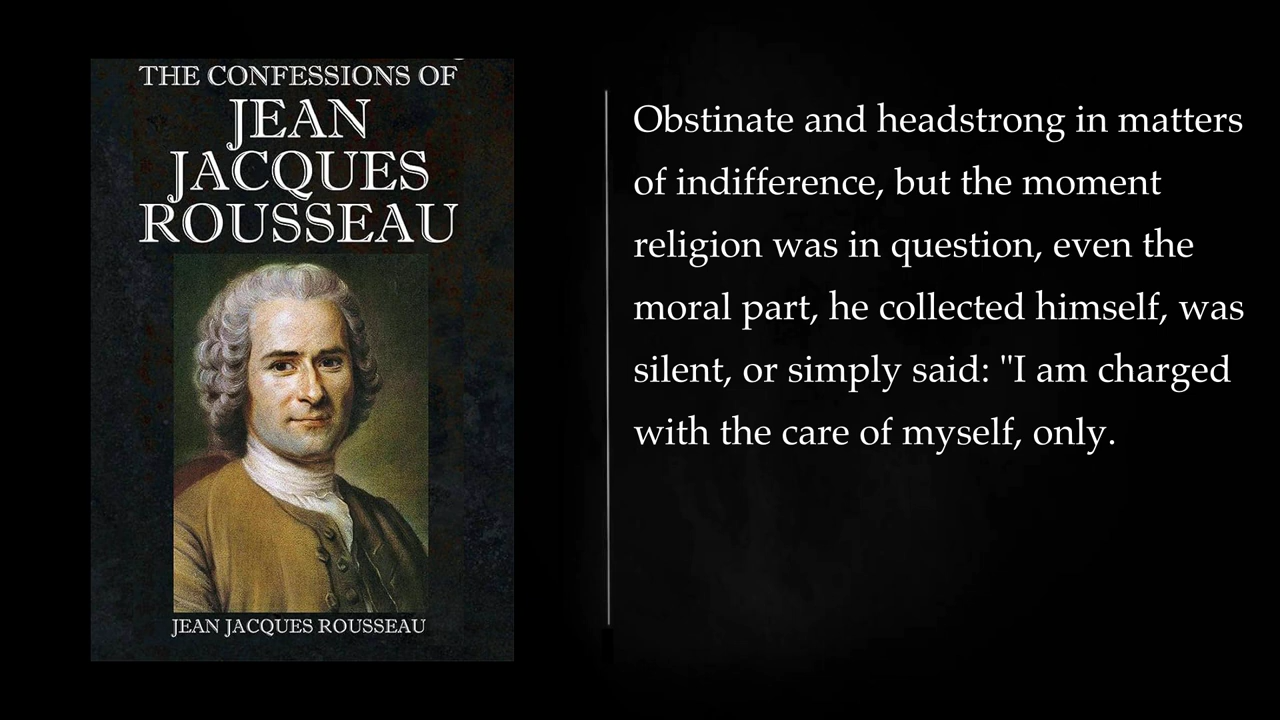 THE CONFESSIONS OF
JEAN
JACQUES
ROUSSEAU
JEAN JACQUES ROUSSEAU
Obstinate and headstrong in matters
of indifference, but the moment
religion was in question, even the
moral part, he collected himself, was
silent, or simply said: "I am charged
with the care of myself, only.